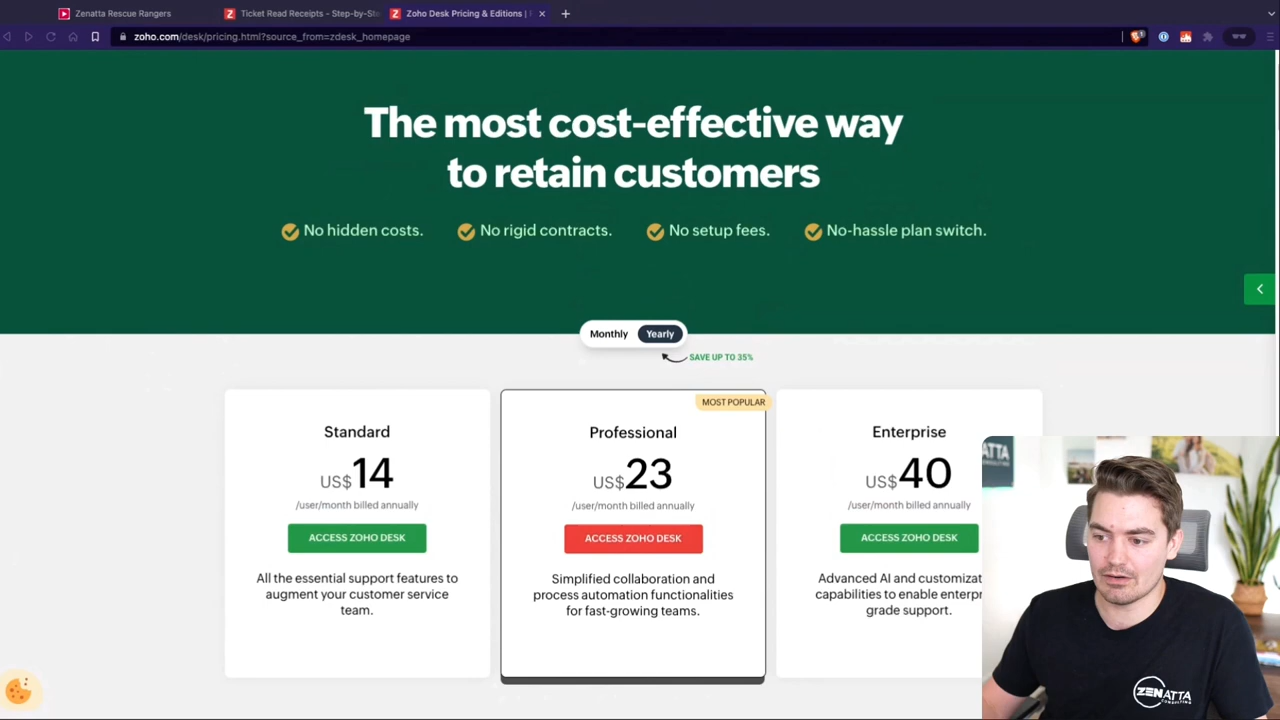 Zenatta Rescue Rangers
Ticket Read Receipts - Step-by-St
Zoho Desk Pricing & Editions |
zoho.com/desk/pricing.html?source_from=zdesk_homepage
The most cost-effective way
to retain customers
No hidden costs.
No rigid contracts.
No setup fees.
No-hassle plan switch.
Monthly
Yearly
SAVE UP TO 35%
MOST POPULAR
Standard
US$14
/user/month billed annually
ACCESS ZOHO DESK
All the essential support features to
augment your customer service
team.
Professional
US$23
/user/month billed annually
ACCESS ZOHO DESK
Simplified collaboration and
process automation functionalities
for fast-growing teams.
Enterprise
US$40
/user/month billed annually
ACCESS ZOHO DESK
Advanced AI and customizat
capabilities to enable enterpr
grade support.
ATTA
ZENATTA
CONSULTING